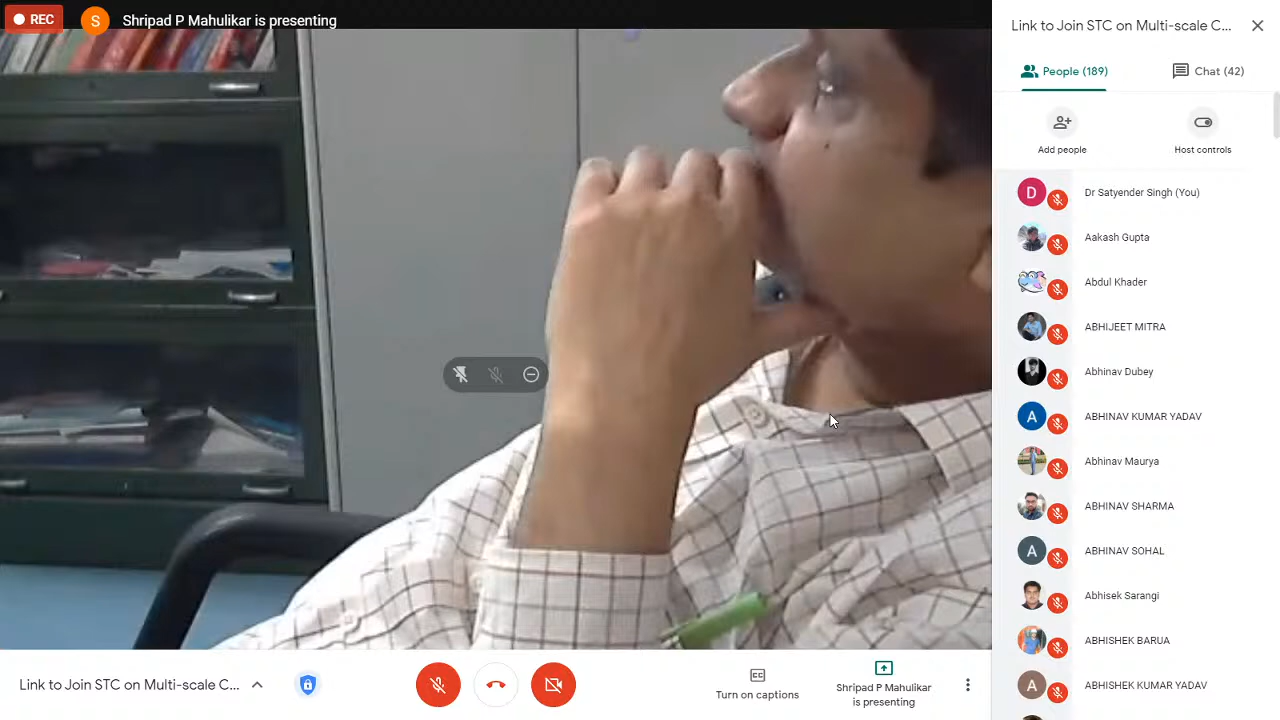 REC
S
Shripad P Mahulikar is presenting
Link to Join STC on Multi-scale C...
People (189)
Chat (42)
Add people
Host controls
D
Dr Satyender Singh (You)
Aakash Gupta
Abdul Khader
ABHIJEET MITRA
Abhinav Dubey
A
ABHINAV KUMAR YADAV
Abhinav Maurya
ABHINAV SHARMA
A
ABHINAV SOHAL
Abhisek Sarangi
ABHISHEK BARUA
A
ABHISHEK KUMAR YADAV
Link to Join STC on Multi-scale C...
CC
Turn on captions
Shripad P Mahulikar
is presenting